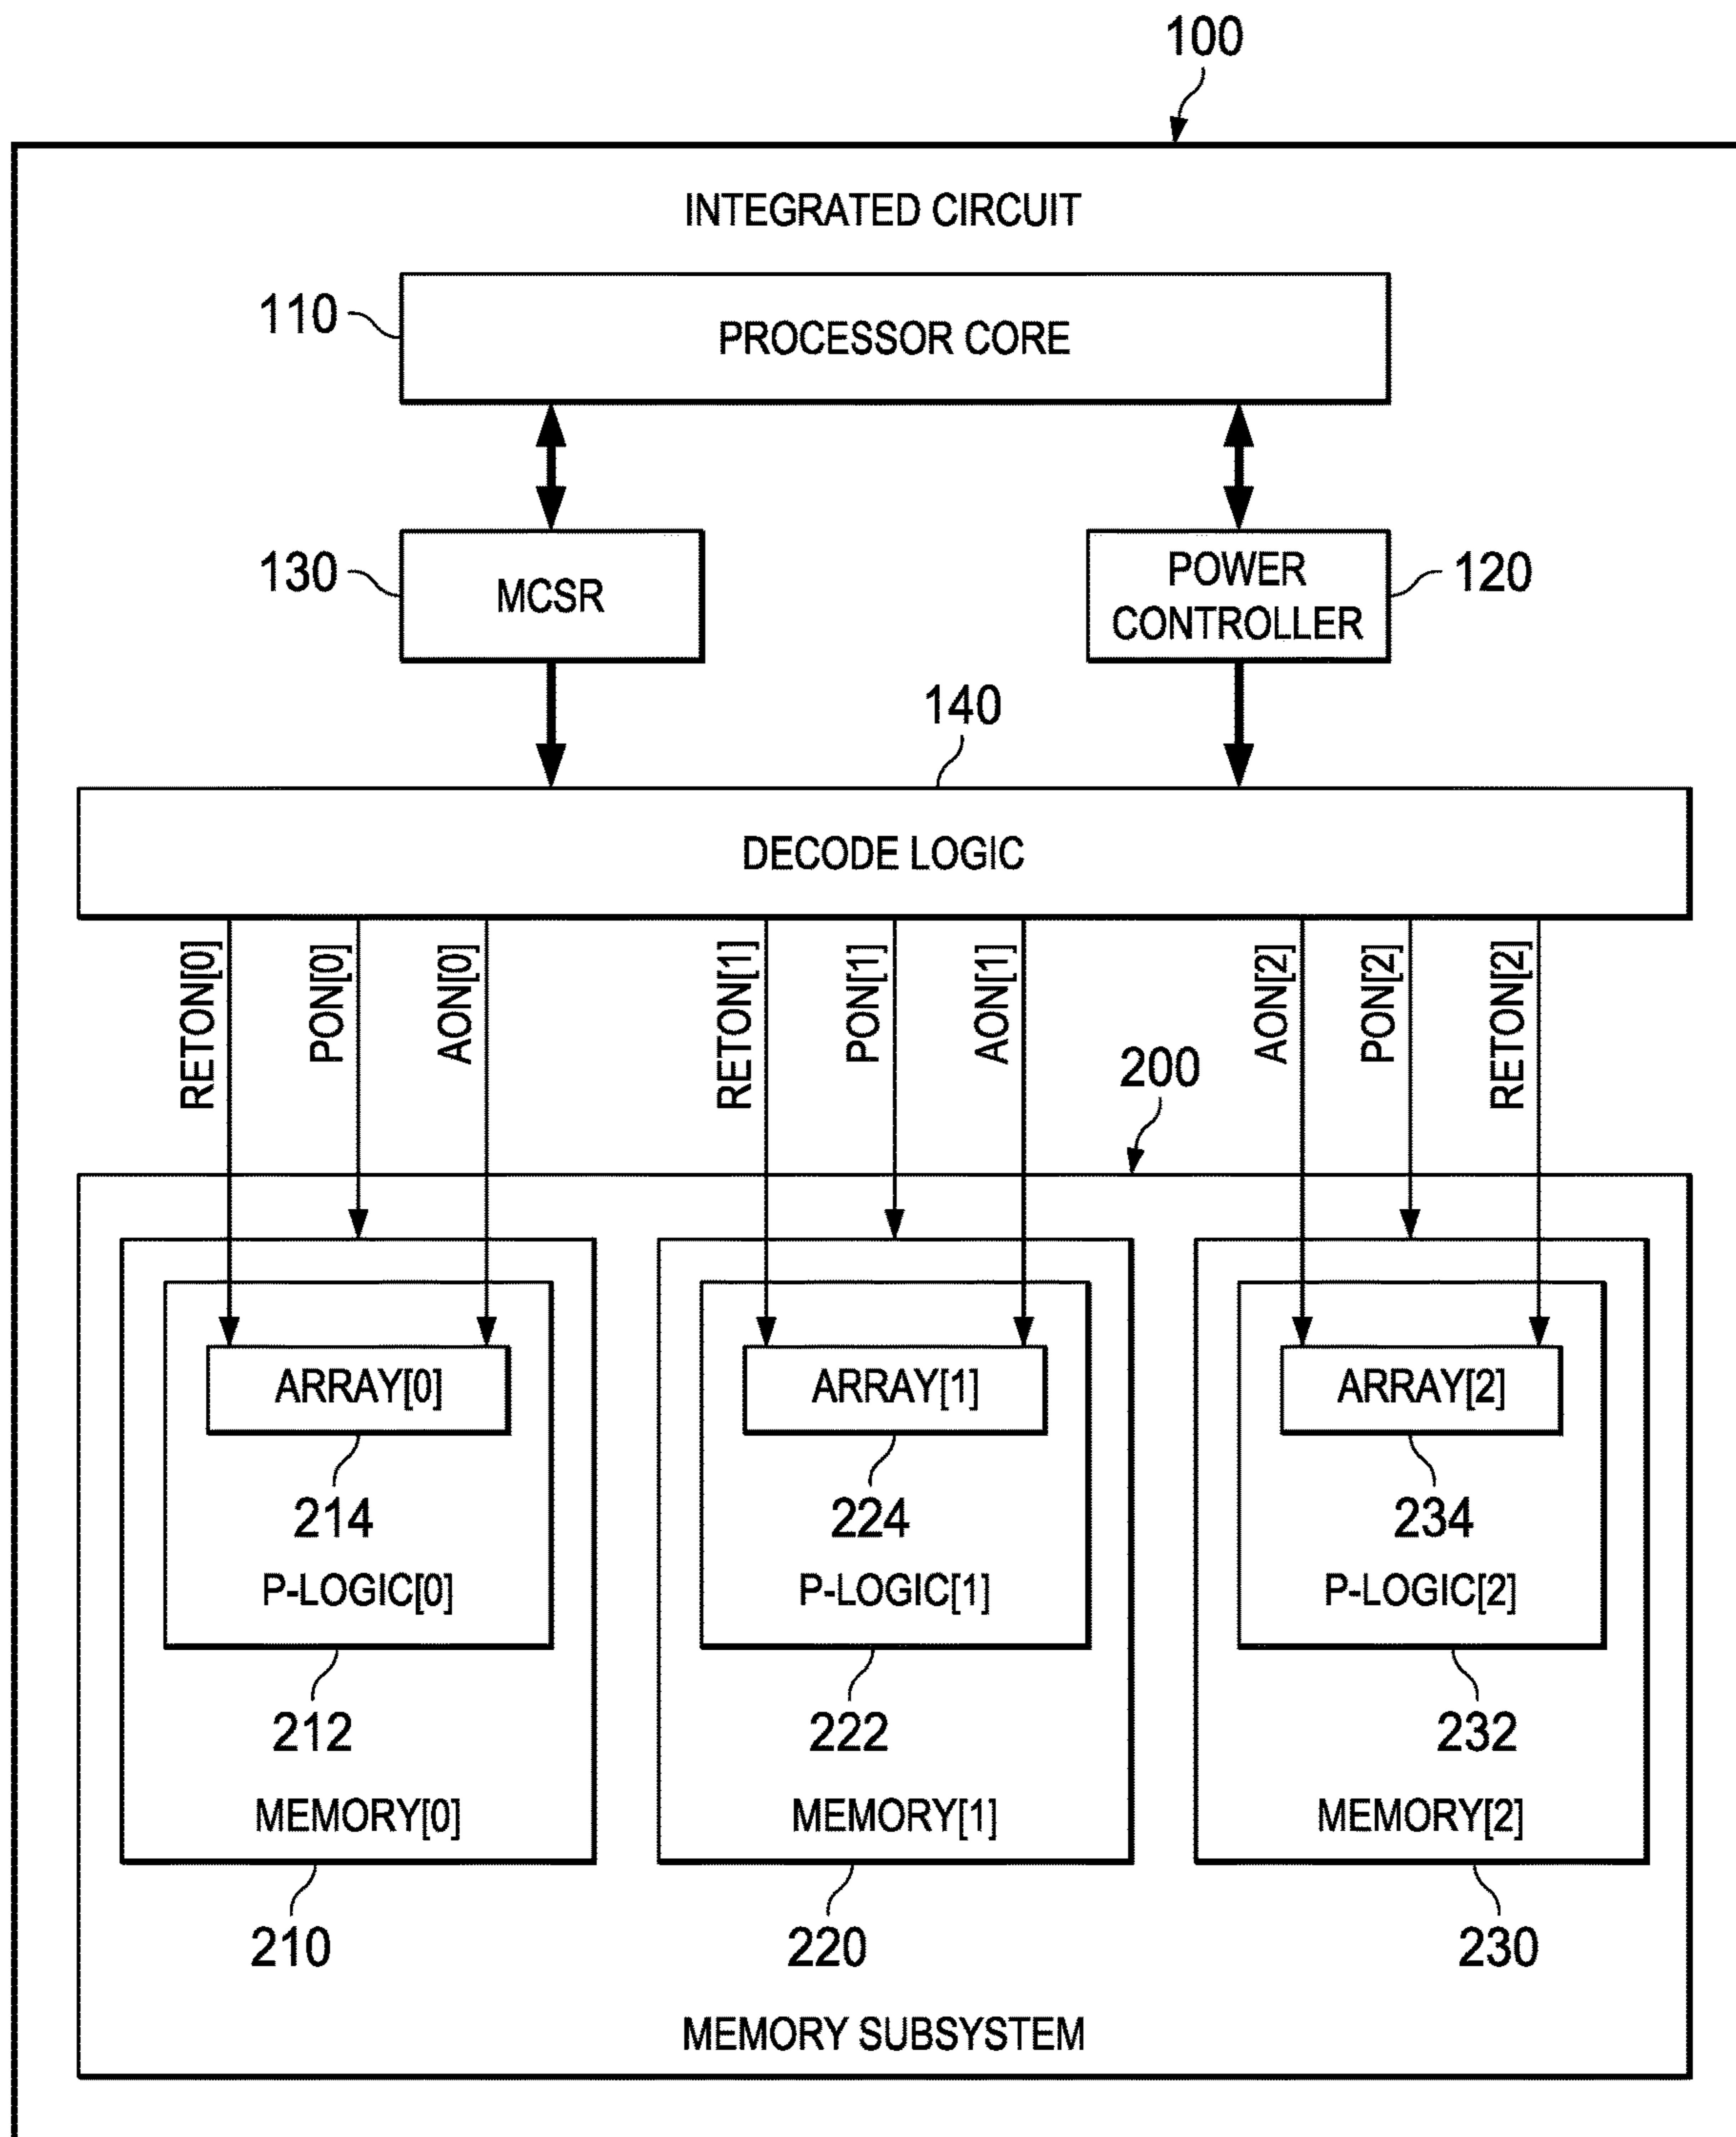 100
INTEGRATED CIRCUIT
110
PROCESSOR CORE
130
MCSR
POWER
CONTROLLER
120
140
DECODE LOGIC
RETON[0]
PON[0]
AON[0]
RETON[1]
PON[1]
AON[1]
AON[2]
PON[2]
RETON[2]
200
ARRAY[0]
ARRAY[1]
ARRAY[2]
214
224
234
P-LOGIC[0]
P-LOGIC[1]
P-LOGIC[2]
212
222
232
MEMORY[0]
MEMORY[1]
MEMORY[2]
210
220
230
MEMORY SUBSYSTEM